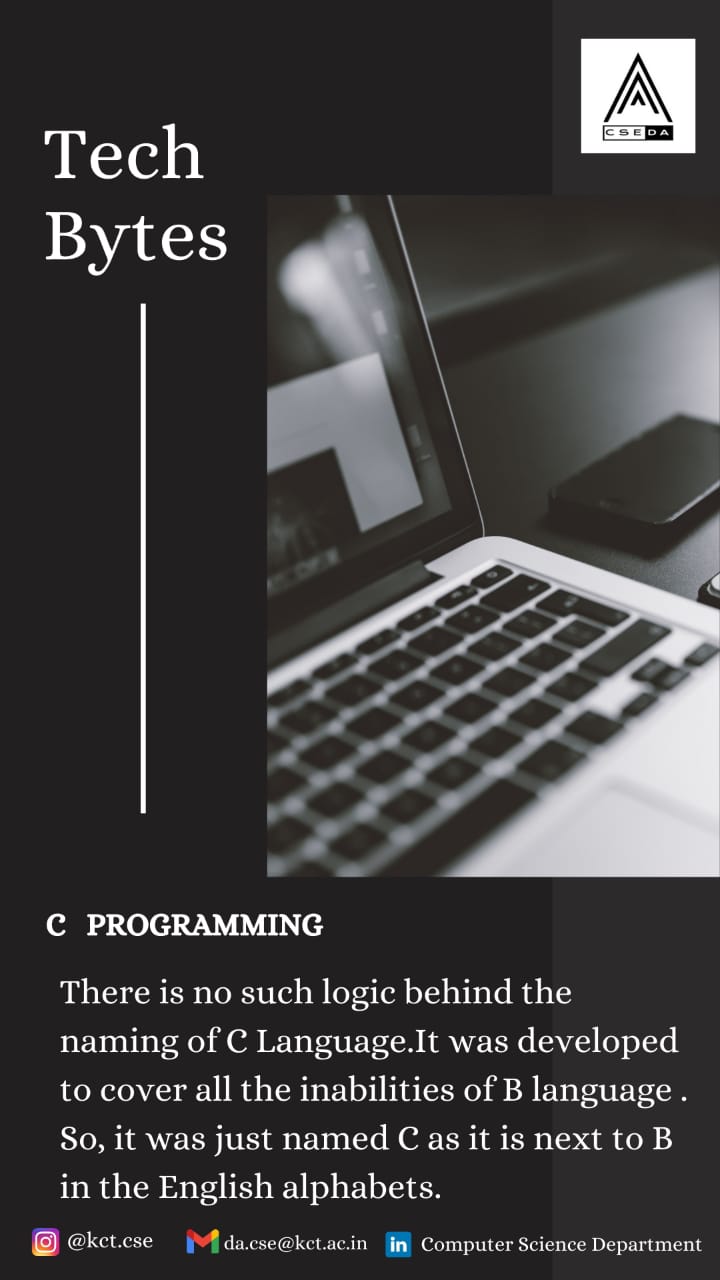 CSEDA
Tech
Bytes
C PROGRAMMING
There is no such logic behind the
naming of C Language.It was developed
to cover all the inabilities of B language .
So, it was just named C as it is next to B
in the English alphabets.
@kct.cse da.cse@kct.ac.in in Computer Science Department